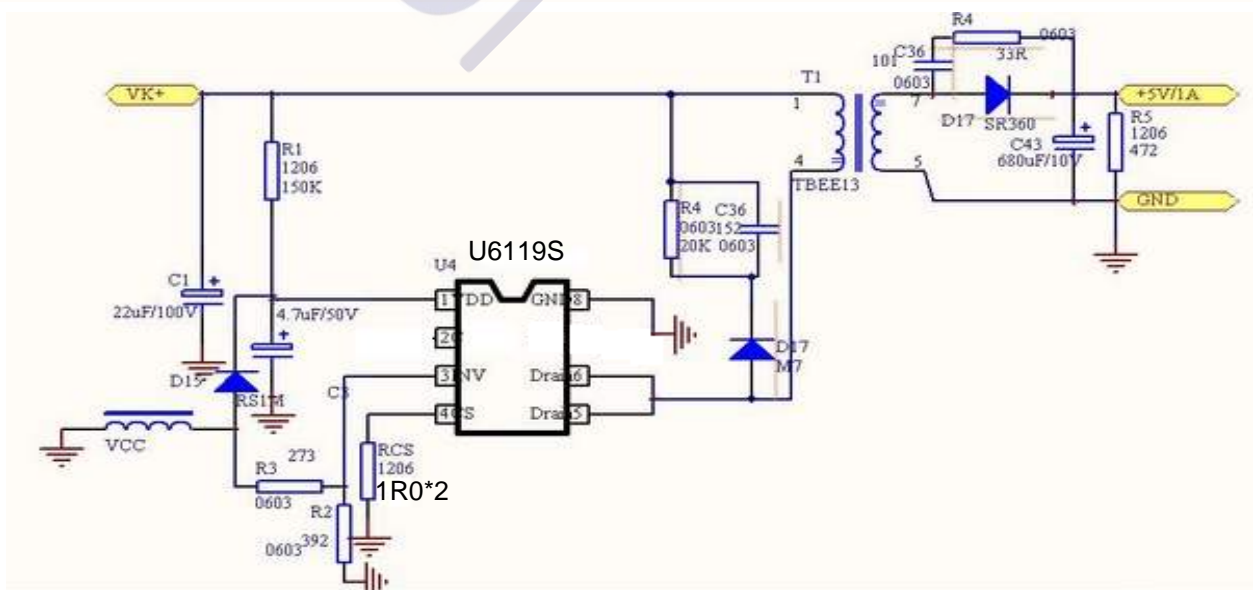 R4
0603
C36
33R
101
0603
VK+
T1
1
7
+5V/1A
D17 SR360
R5
1206
472
C43
680uF/10V
R1
1206
150K
4
5
TBEE13
GND
R4 C36
0603 152
20K 0603
U6119S
U4
C1
22uF/100V
4.7uF/50V
1 VDD
GND 8
2
3 INV
Drain 6
4 CS
Drain 5
D17
M7
D15
RS1M
C3
VCC
RCS
1206
1R0*2
273
R3
0603
R2
392
0603